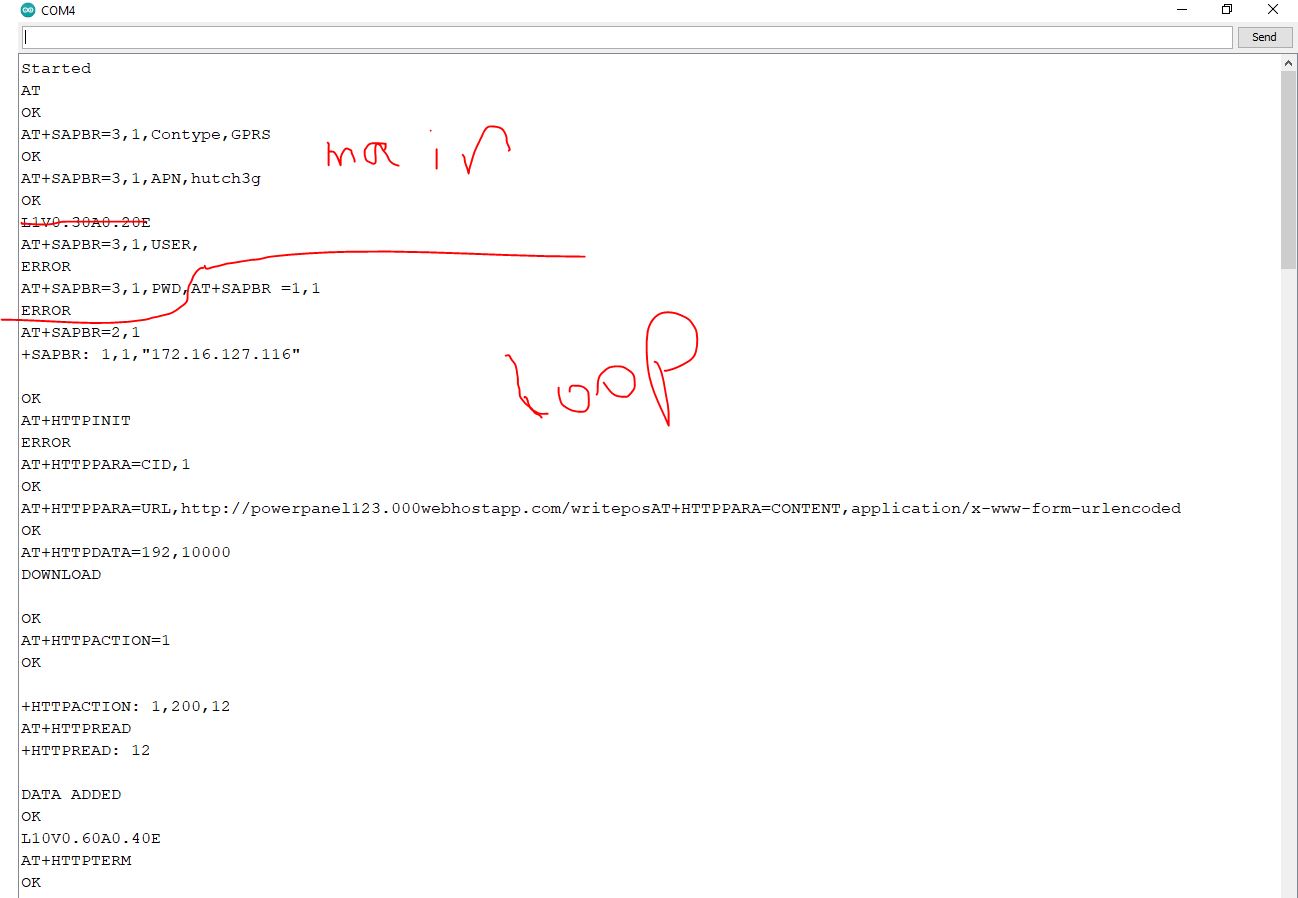 COM4
Send
Started
AT
OK
AT+SAPBR=3,1,Contype,GPRS
OK
main
AT+SAPBR=3,1,APN,hutch3g
OK
L1V0.30A0.20E
AT+SAPBR=3,1,USER,
ERROR
AT+SAPBR=3,1,PWD,AT+SAPBR =1,1
ERROR
AT+SAPBR=2,1
+SAPBR: 1,1,"172.16.127.116"
Loop
OK
AT+HTTPINIT
ERROR
AT+HTTPPARA=CID,1
OK
AT+HTTPPARA=URL,http://powerpanel123.000webhostapp.com/writeposAT+HTTPPARA=CONTENT,application/x-www-form-urlencoded
OK
AT+HTTPDATA=192,10000
DOWNLOAD
OK
AT+HTTPACTION=1
OK
+HTTPACTION: 1,200,12
AT+HTTPREAD
+HTTPREAD: 12
DATA ADDED
OK
L10V0.60A0.40E
AT+HTTPTERM
OK